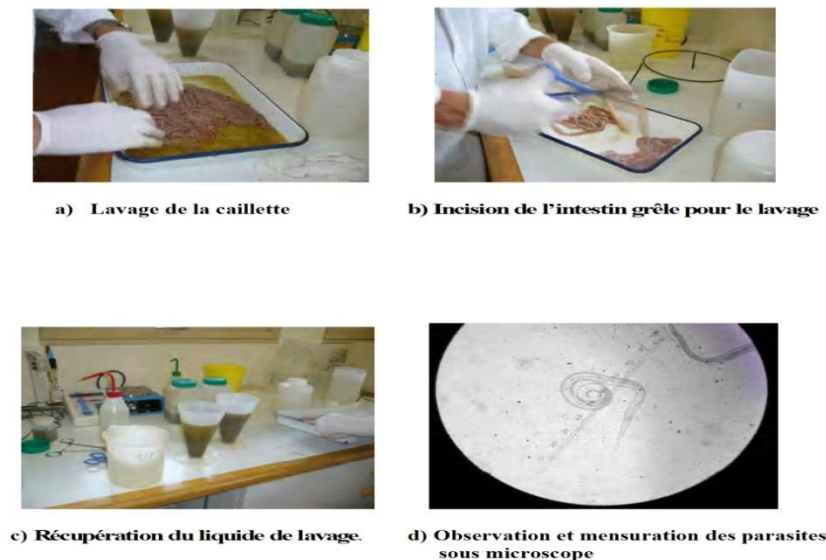 a) Lavage de la caillette
b) Incision de l'intestin grêle pour le lavage
c) Récupération du liquide de lavage.
d) Observation et mensuration des parasites
sous microscope